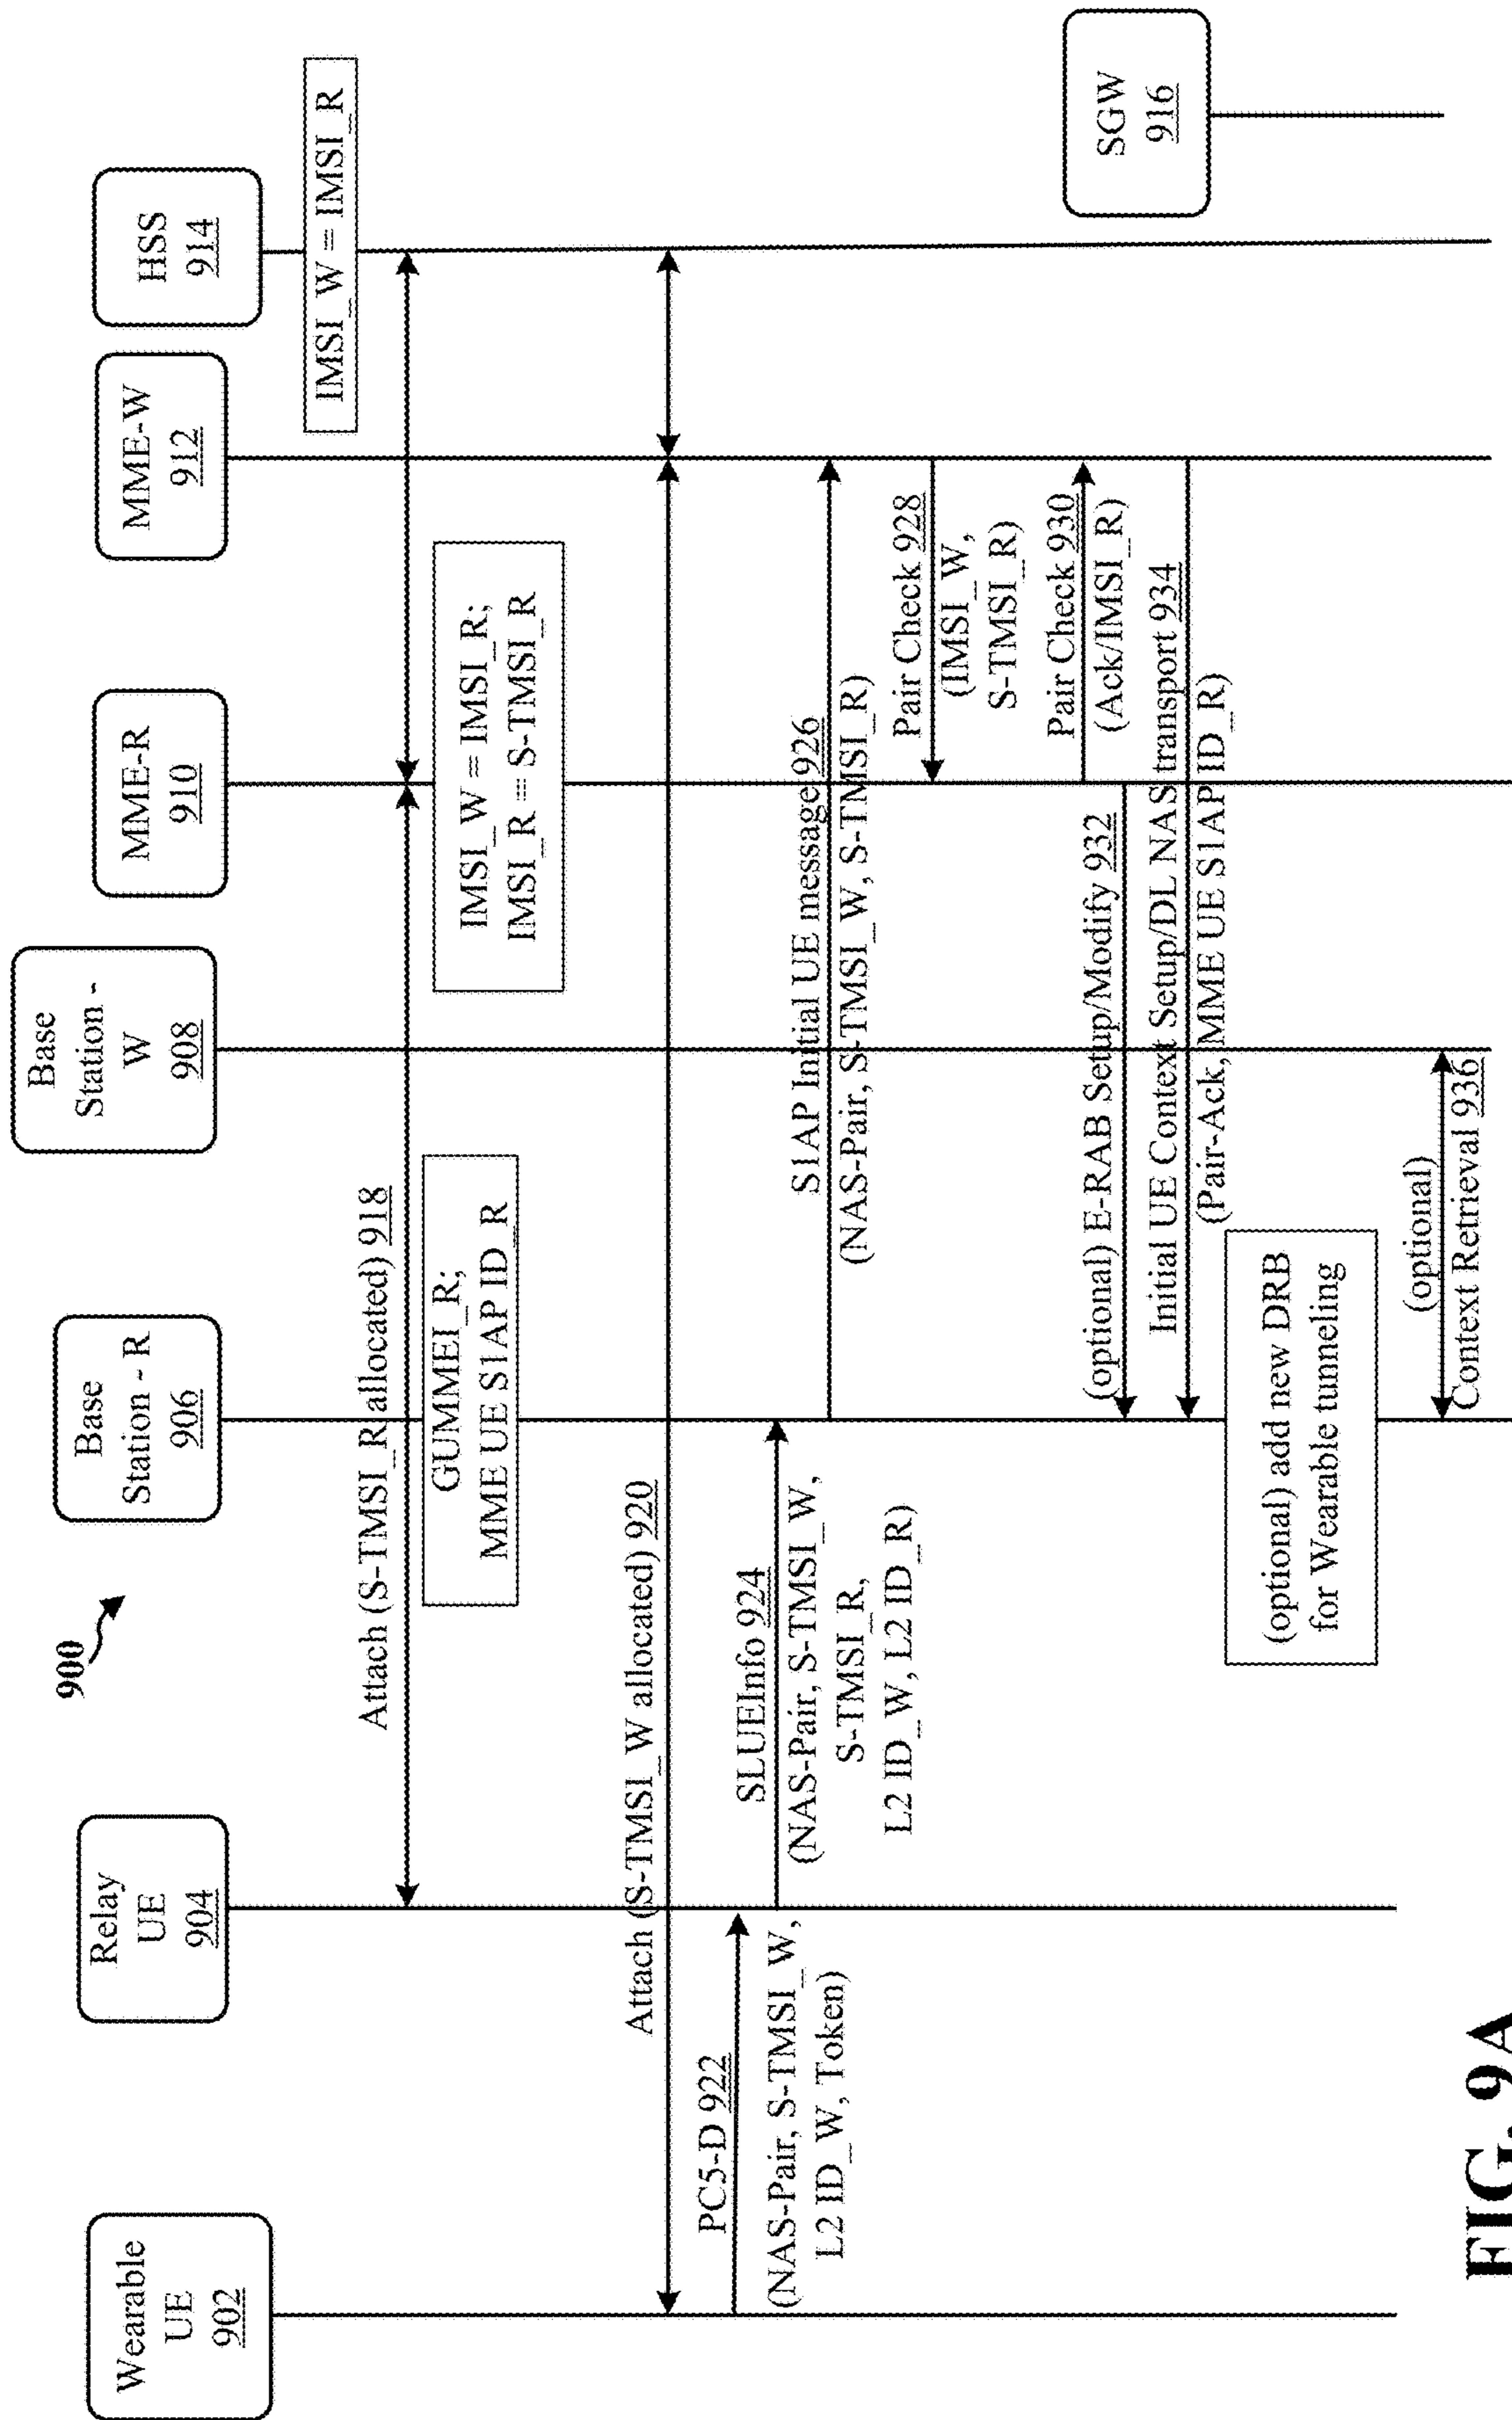 900
Wearable
UE
902
Relay
UE
904
Base
Station - R
906
Base
Station -
W
908
MME-R
910
MME-W
912
HSS
914
IMSI_W = IMSI_R
Attach (S-TMSI_R allocated) 918
GUMMEI_R;
MME UE S1AP ID_R
IMSI_W = IMSI_R;
IMSI_R = S-TMSI_R
Attach (S-TMSI_W allocated) 920
PC5-D 922
(NAS-Pair, S-TMSI_W,
L2 ID_W, Token)
SLUEInfo 924
(NAS-Pair, S-TMSI_W,
S-TMSI_R,
L2 ID_W, L2 ID_R)
S1AP Initial UE message 926
(NAS-Pair, S-TMSI_W, S-TMSI_R)
Pair Check 928
(IMSI_W,
S-TMSI_R)
Pair Check 930
(Ack/IMSI_R)
(optional) E-RAB Setup/Modify 932
Initial UE Context Setup/DL NAS transport 934
(Pair-Ack, MME UE S1AP ID_R)
SGW
916
(optional) add new DRB
for Wearable tunneling
(optional)
Context Retrieval 936
FIG. 9A